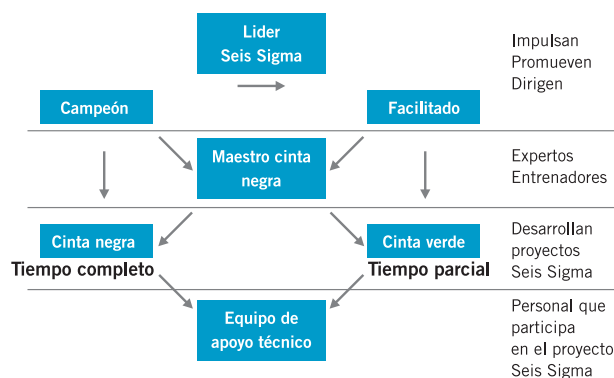 Lider
Seis Sigma
Impulsan
Promueven
Dirigen
Campeón
Facilitado
Maestro cinta
negra
Expertos
Entrenadores
Cinta negra
Tiempo completo
Cinta verde
Tiempo parcial
Desarrollan
proyectos
Seis Sigma
Equipo de
apoyo técnico
Personal que
participa
en el proyecto
Seis Sigma